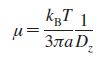 μ = k_B T / 3πa 1 / D_z